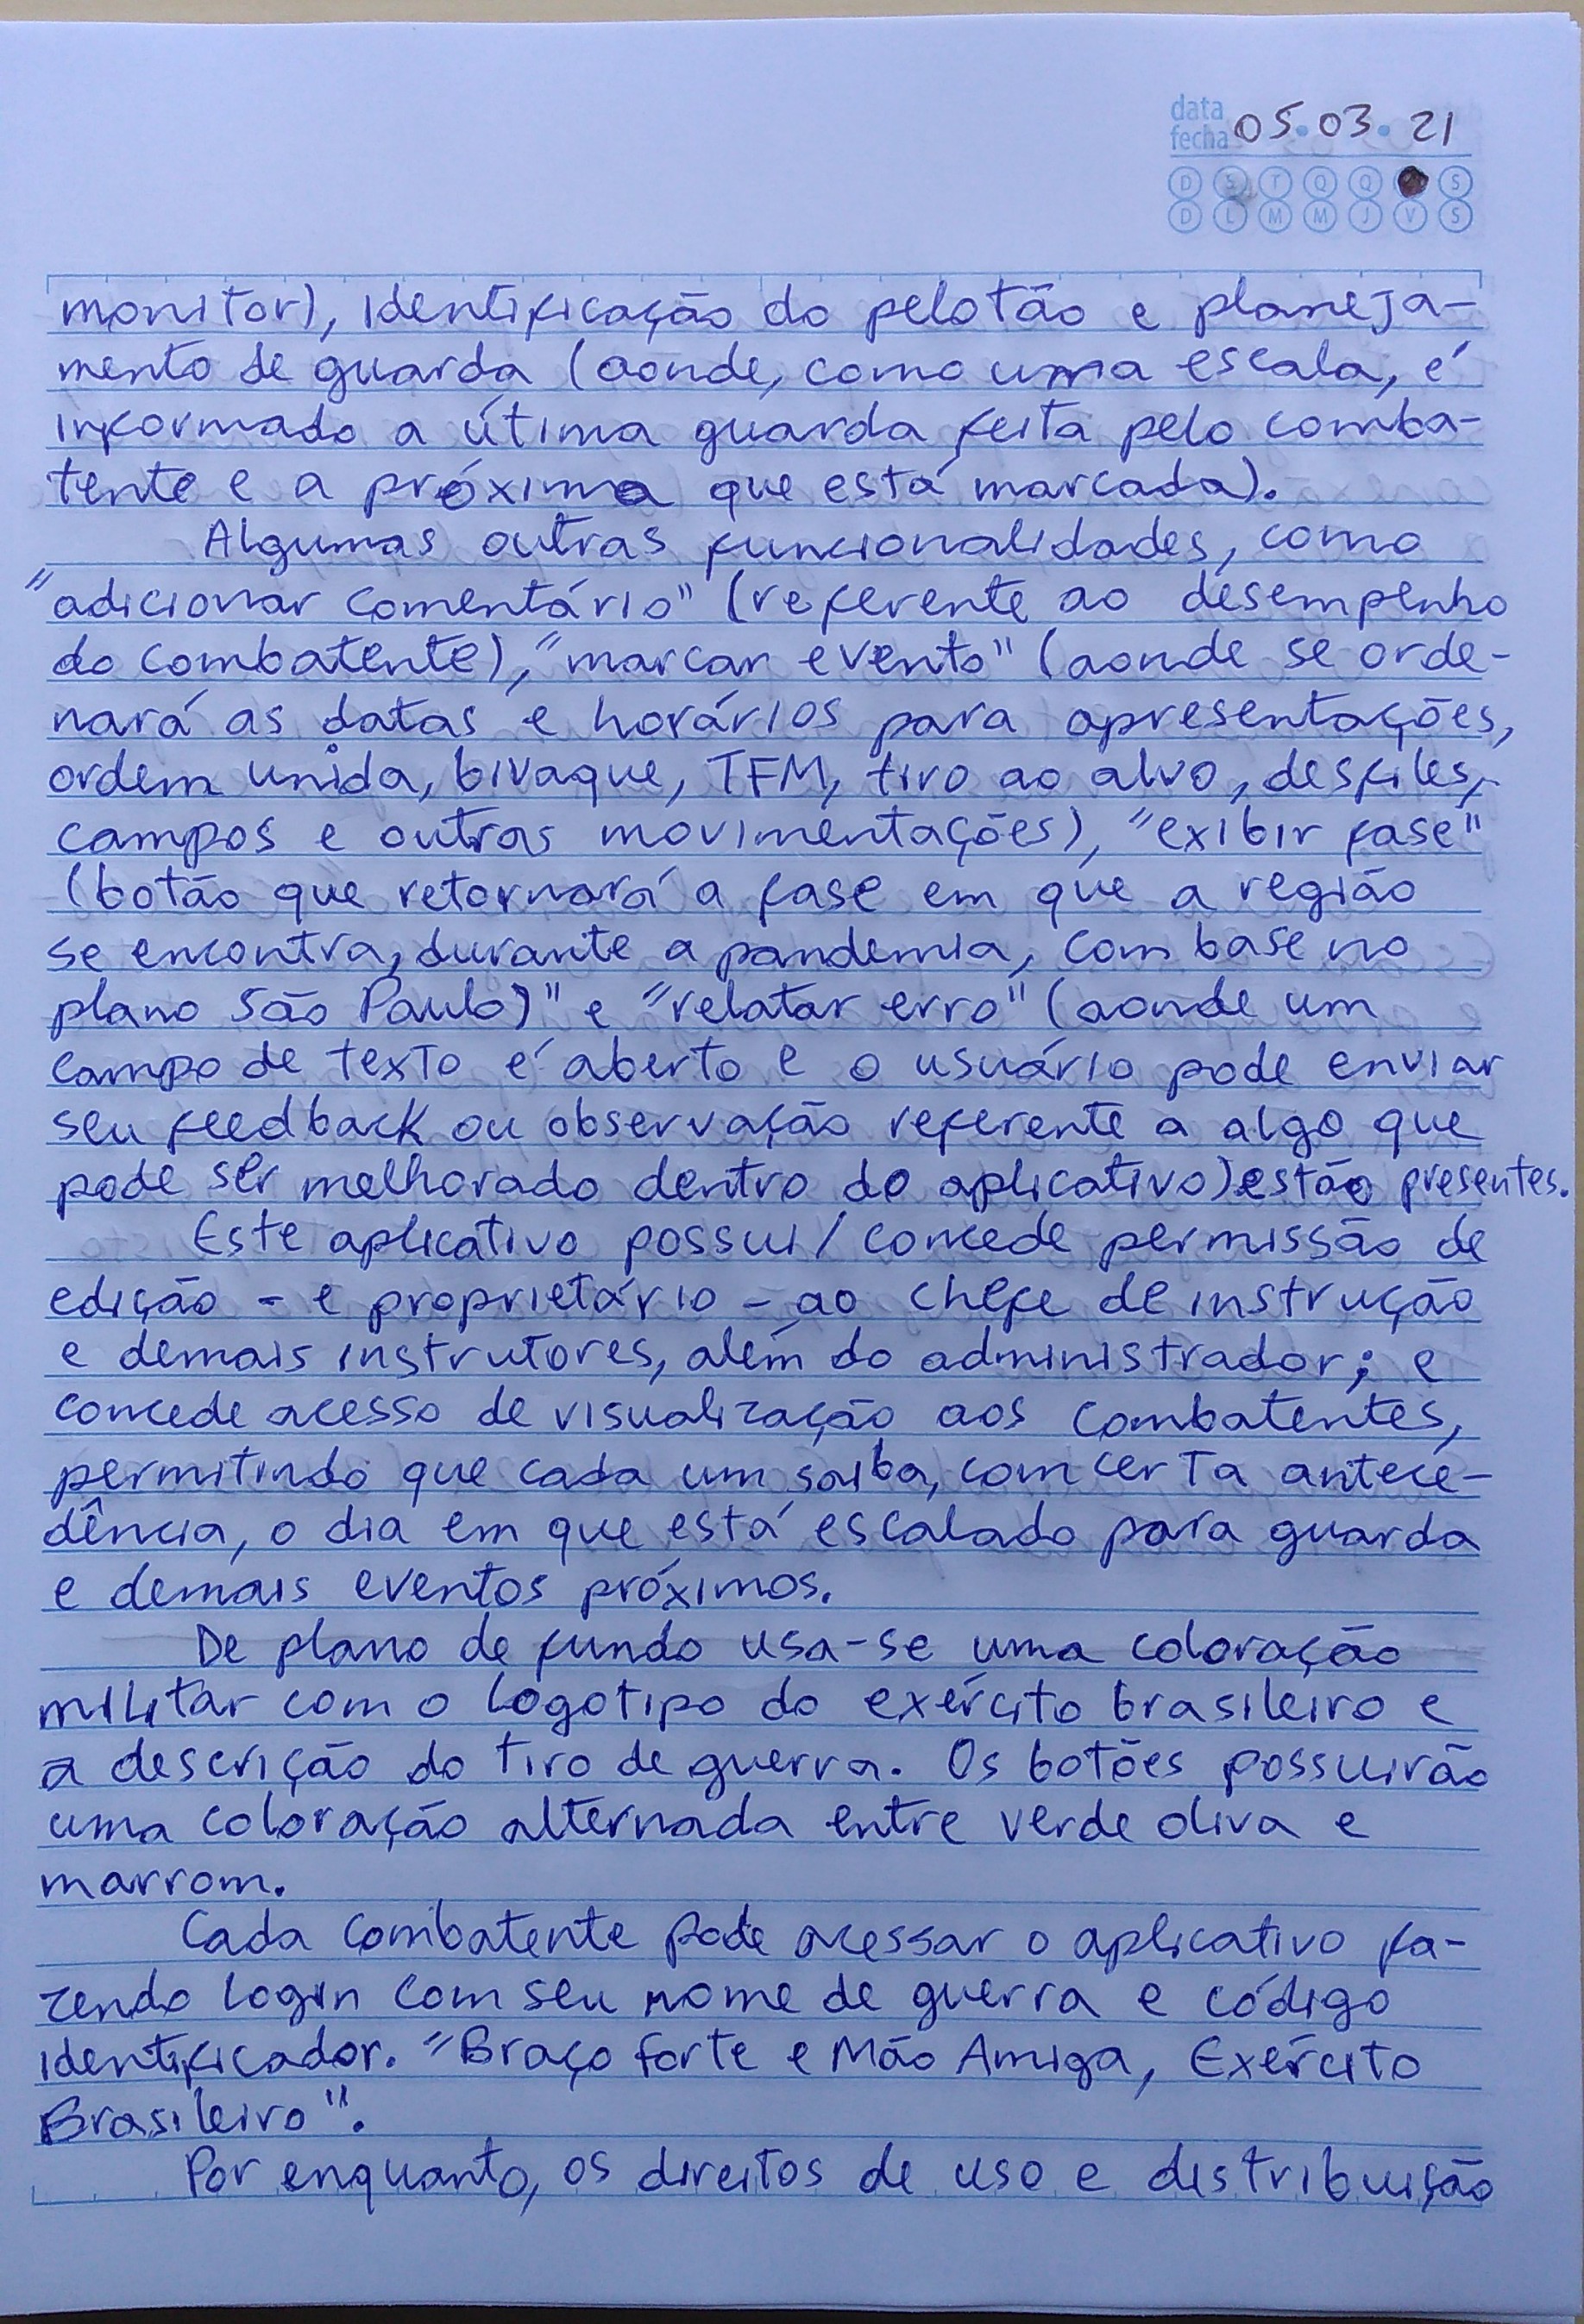 data
fecha 05.03.21
D S T Q Q S
D L M M J V S
monitor), identificação do pelotão e planeja-
mento de guarda (aonde, como uma escala, é
informado a útima guarda feita pelo comba-
tente e a próxima que está marcada).
Algumas outras funcionalidades, como
"adicionar comentário" (referente ao desempenho
do combatente), "marcar evento" (aonde se orde-
nará as datas e horários para apresentações,
ordem unida, bivaque, TFM, tiro ao alvo, desfiles,
campos e outras movimentações), "exibir fase"
(botão que retornará a fase em que a região
se encontra, durante a pandemia, com base no
plano São Paulo)" e "relatar erro" (aonde um
campo de texto é aberto e o usuário pode enviar
seu feedback ou observação referente a algo que
pode ser melhorado dentro do aplicativo) estão presentes.
Este aplicativo possui/concede permissão de
edição - e proprietário - ao chefe de instrução
e demais instrutores, além do administrador; e
concede acesso de visualização aos combatentes,
permitindo que cada um saiba, com certa antece-
dência, o dia em que está escalado para guarda
e demais eventos próximos.
De plano de fundo usa-se uma coloração
militar com o logotipo do exército brasileiro e
a descrição do tiro de guerra. Os botões possuirão
uma coloração alternada entre verde oliva e
marrom.
Cada combatente pode acessar o aplicativo fa-
zendo login com seu nome de guerra e código
identificador. "Braço forte e Mão Amiga, Exército
Brasileiro".
Por enquanto, os direitos de uso e distribuição